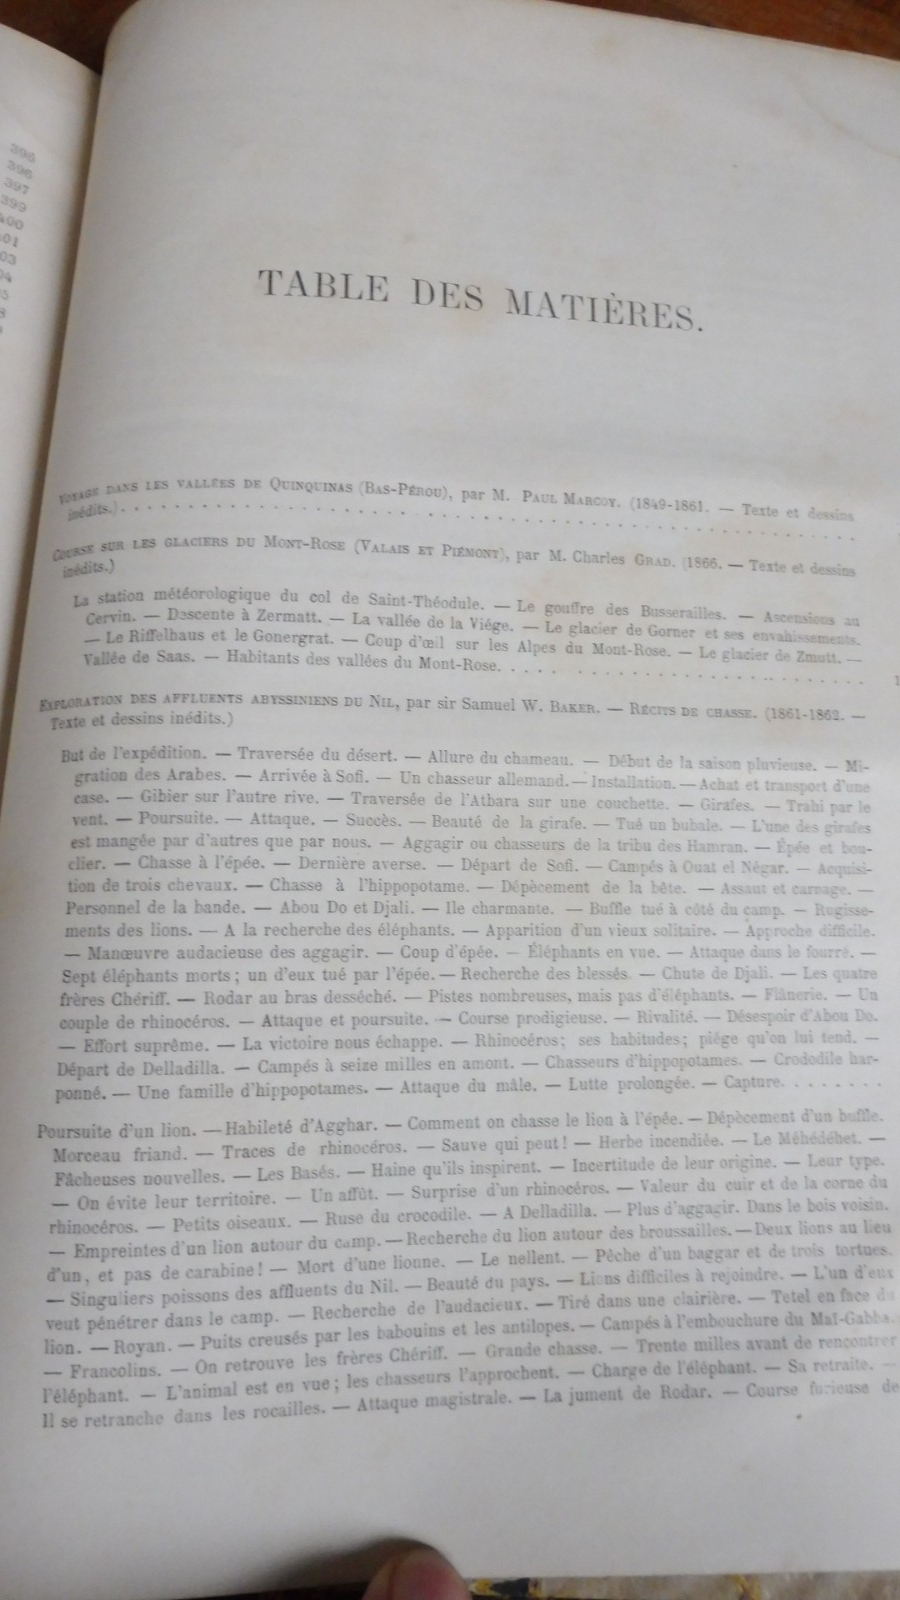 395
396
397
399
400
TABLE DES MATIÈRES.
VOYAGE DANS LES VALLÉES DE QUINQUINAS (BAS-PÉROU), par M. PAUL MARCOY. (1849-1861. — Texte et dessins
inédits.)
COURSE SUR LES GLACIERS DU MONT-ROSE (VALAIS ET PIÉMONT), par M. Charles GRAD. (1866. — Texte et dessins
inédits.)
La station météorologique du col de Saint-Théodule. — Le gouffre des Busserailles. — Ascensions au
Cervin. — Descente à Zermatt. — La vallée de la Viége. — Le glacier de Gorner et ses envahissements.
— Le Riffelhaus et le Gonergrat. — Coup d'œil sur les Alpes du Mont-Rose. — Le glacier de Zmutt. —
Vallée de Saas. — Habitants des vallées du Mont-Rose.
EXPLORATION DES AFFLUENTS ABYSSINIENS DU NIL, par sir Samuel W. BAKER. — RÉCITS DE CHASSE. (1861-1862. —
Texte et dessins inédits.)
But de l'expédition. — Traversée du désert. — Allure du chameau. — Début de la saison pluvieuse. — Mi-
gration des Arabes. — Arrivée à Sofi. — Un chasseur allemand. — Installation. — Achat et transport d'une
case. — Gibier sur l'autre rive. — Traversée de l'Atbara sur une couchette. — Girafes. — Trahi par le
vent. — Poursuite. — Attaque. — Succès. — Beauté de la girafe. — Tué un bubale. — L'une des girafes
est mangée par d'autres que par nous. — Aggagir ou chasseurs de la tribu des Hamran. — Épée et bou-
clier. — Chasse à l'épée. — Dernière averse. — Départ de Sofi. — Campés à Ouat el Négar. — Acquisi-
tion de trois chevaux. — Chasse à l'hippopotame. — Dépècement de la bête. — Assaut et carnage. —
Personnel de la bande. — Abou Do et Djali. — Ile charmante. — Buffle tué à côté du camp. — Rugisse-
ments des lions. — A la recherche des éléphants. — Apparition d'un vieux solitaire. — Approche difficile.
— Manœuvre audacieuse des aggagir. — Coup d'épée. — Éléphants en vue. — Attaque dans le fourré. —
Sept éléphants morts; un d'eux tué par l'épée. — Recherche des blessés. — Chute de Djali. — Les quatre
frères Chériff. — Rodar au bras desséché. — Pistes nombreuses, mais pas d'éléphants. — Flânerie. — Un
couple de rhinocéros. — Attaque et poursuite. — Course prodigieuse. — Rivalité. — Désespoir d'Abou Do.
— Effort suprême. — La victoire nous échappe. — Rhinocéros; ses habitudes; piége qu'on lui tend. —
Départ de Delladilla. — Campés à seize milles en amont. — Chasseurs d'hippopotames. — Crododile har-
ponné. — Une famille d'hippopotames. — Attaque du mâle. — Lutte prolongée. — Capture.
Poursuite d'un lion. — Habileté d'Agghar. — Comment on chasse le lion à l'épée. — Dépècement d'un buffle.
Morceau friand. — Traces de rhinocéros. — Sauve qui peut! — Herbe incendiée. — Le Méhédéhet. —
Fâcheuses nouvelles. — Les Basés. — Haine qu'ils inspirent. — Incertitude de leur origine. — Leur type.
— On évite leur territoire. — Un affût. — Surprise d'un rhinocéros. — Valeur du cuir et de la corne du
rhinocéros. — Petits oiseaux. — Ruse du crocodile. — A Delladilla. — Plus d'aggagir. Dans le bois voisin.
— Empreintes d'un lion autour du camp. — Recherche du lion autour des broussailles. — Deux lions au lieu
d'un, et pas de carabine! — Mort d'une lionne. — Le nellent. — Pêche d'un baggar et de trois tortues.
— Singuliers poissons des affluents du Nil. — Beauté du pays. — Lions difficiles à rejoindre. — L'un d'eux
veut pénétrer dans le camp. — Recherche de l'audacieux. — Tiré dans une clairière. — Tetel en face du
lion. — Royan. — Puits creusés par les babouins et les antilopes. — Campés à l'embouchure du Maï-Gabba.
— Francolins. — On retrouve les frères Chériff. — Grande chasse. — Trente milles avant de rencontrer
l'éléphant. — L'animal est en vue; les chasseurs l'approchent. — Charge de l'éléphant. — Sa retraite. —
Il se retranche dans les rocailles. — Attaque magistrale. — La jument de Rodar. — Course furieuse de